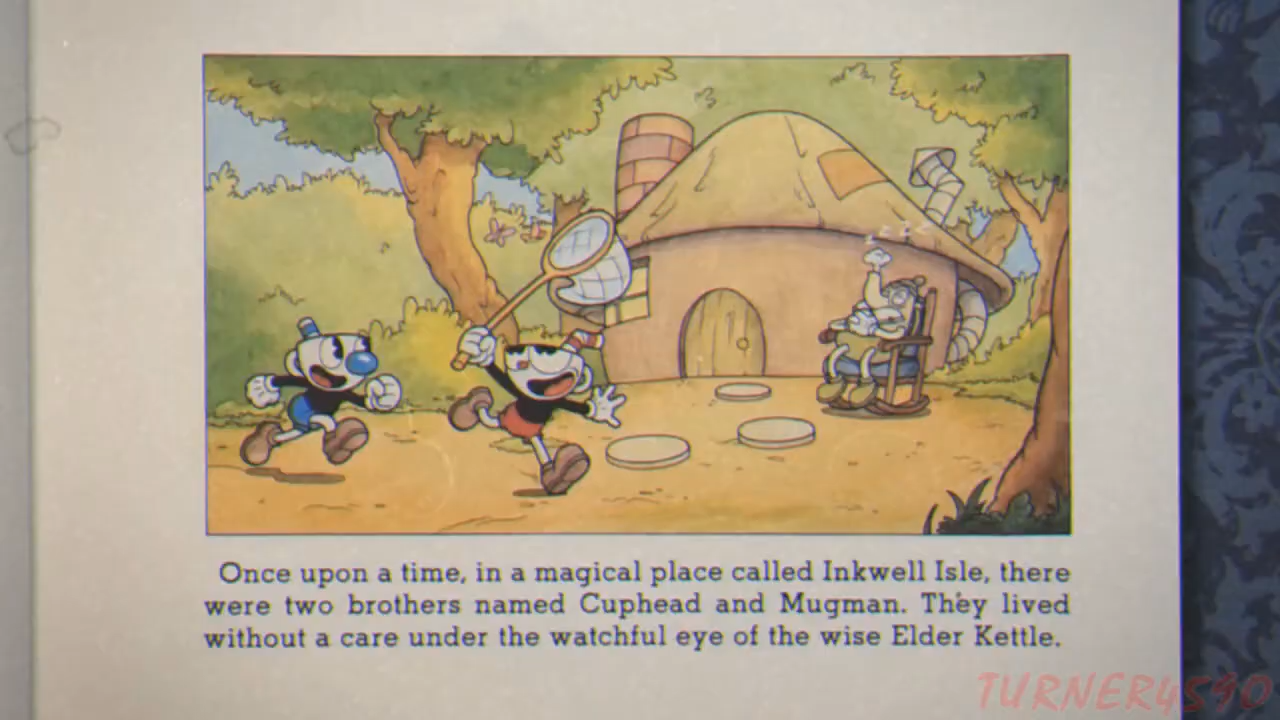 z z z z
Once upon a time, in a magical place called Inkwell Isle, there
were two brothers named Cuphead and Mugman. They lived
without a care under the watchful eye of the wise Elder Kettle.
TURNER4590